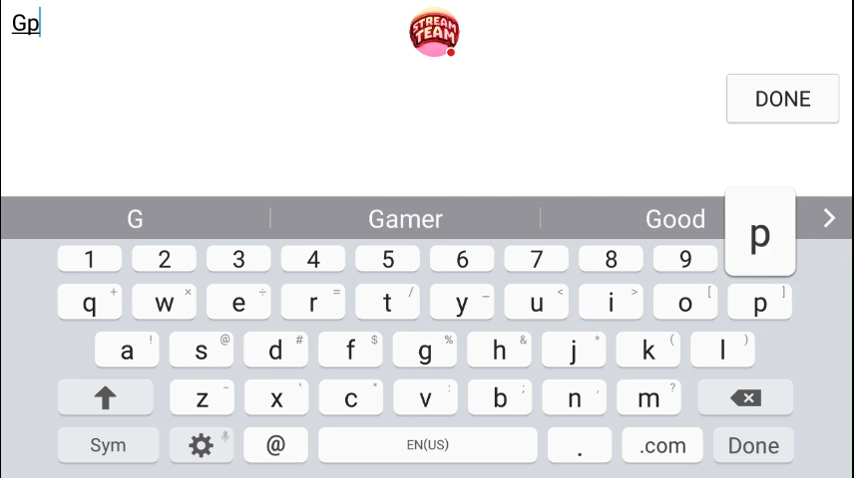 Gp
STREAM
TEAM
DONE
G Gamer Good p >
1 2 3 4 5 6 7 8 9
q + w × e ÷ r = t / y _ u < i > o [ p ]
a ! s @ d # f $ g % h & j * k ( l )
z - x ' c " v : b ; n , m ?
Sym @ EN(US) . .com Done